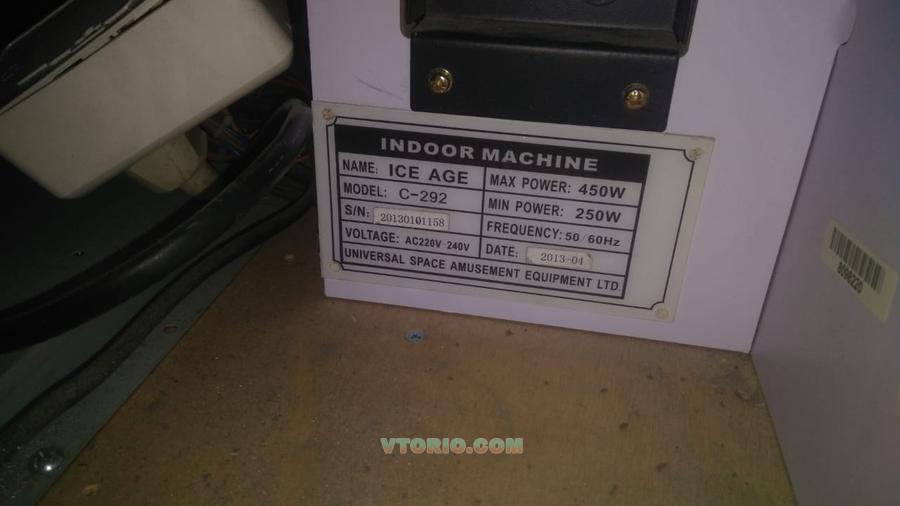 INDOOR MACHINE
NAME: ICE AGE
MODEL: C-292
S/N: 20130101158
VOLTAGE: AC220V-240V
MAX POWER: 450W
MIN POWER: 250W
FREQUENCY: 50/60Hz
DATE: 2013-04
UNIVERSAL SPACE AMUSEMENT EQUIPMENT LTD.
B098220
VTORIO.COM